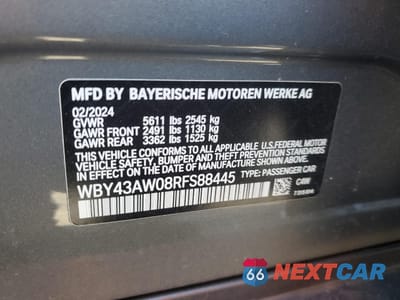 MFD BY BAYERISCHE MOTOREN WERKE AG
02/2024
GVWR 5611 lbs 2545 kg
GAWR FRONT 2491 lbs 1130 kg
GAWR REAR 3362 lbs 1525 kg
THIS VEHICLE CONFORMS TO ALL APPLICABLE U.S. FEDERAL MOTOR
VEHICLE SAFETY, BUMPER, AND THEFT PREVENTION STANDARDS IN
EFFECT ON THE DATE OF MANUFACTURE SHOWN ABOVE.
WBY43AW08RFS88445 TYPE: PASSENGER CAR
C4W
66 NEXTCAR